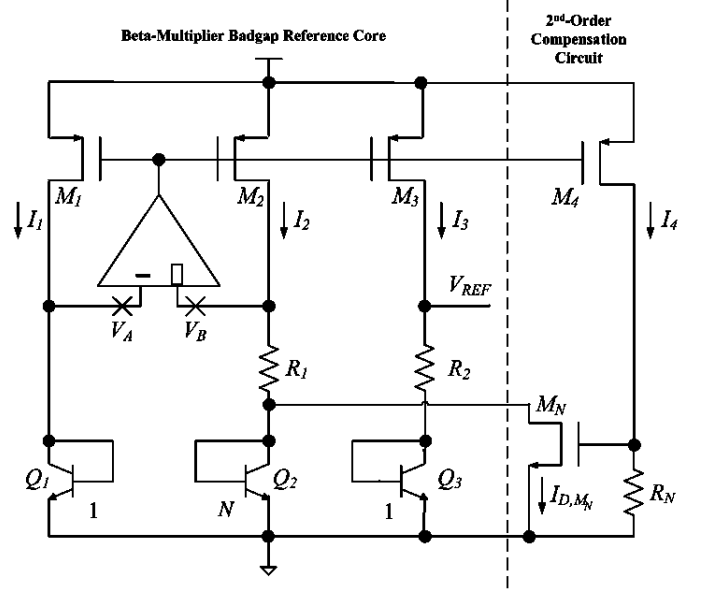 Beta-Multiplier Badgap Reference Core
2nd-Order
Compensation
Circuit
M1
M2
M3
M4
I1
I2
I3
I4
VA
VB
VREF
R1
R2
MN
Q1
Q2
Q3
ID,MN
RN
1
N
1